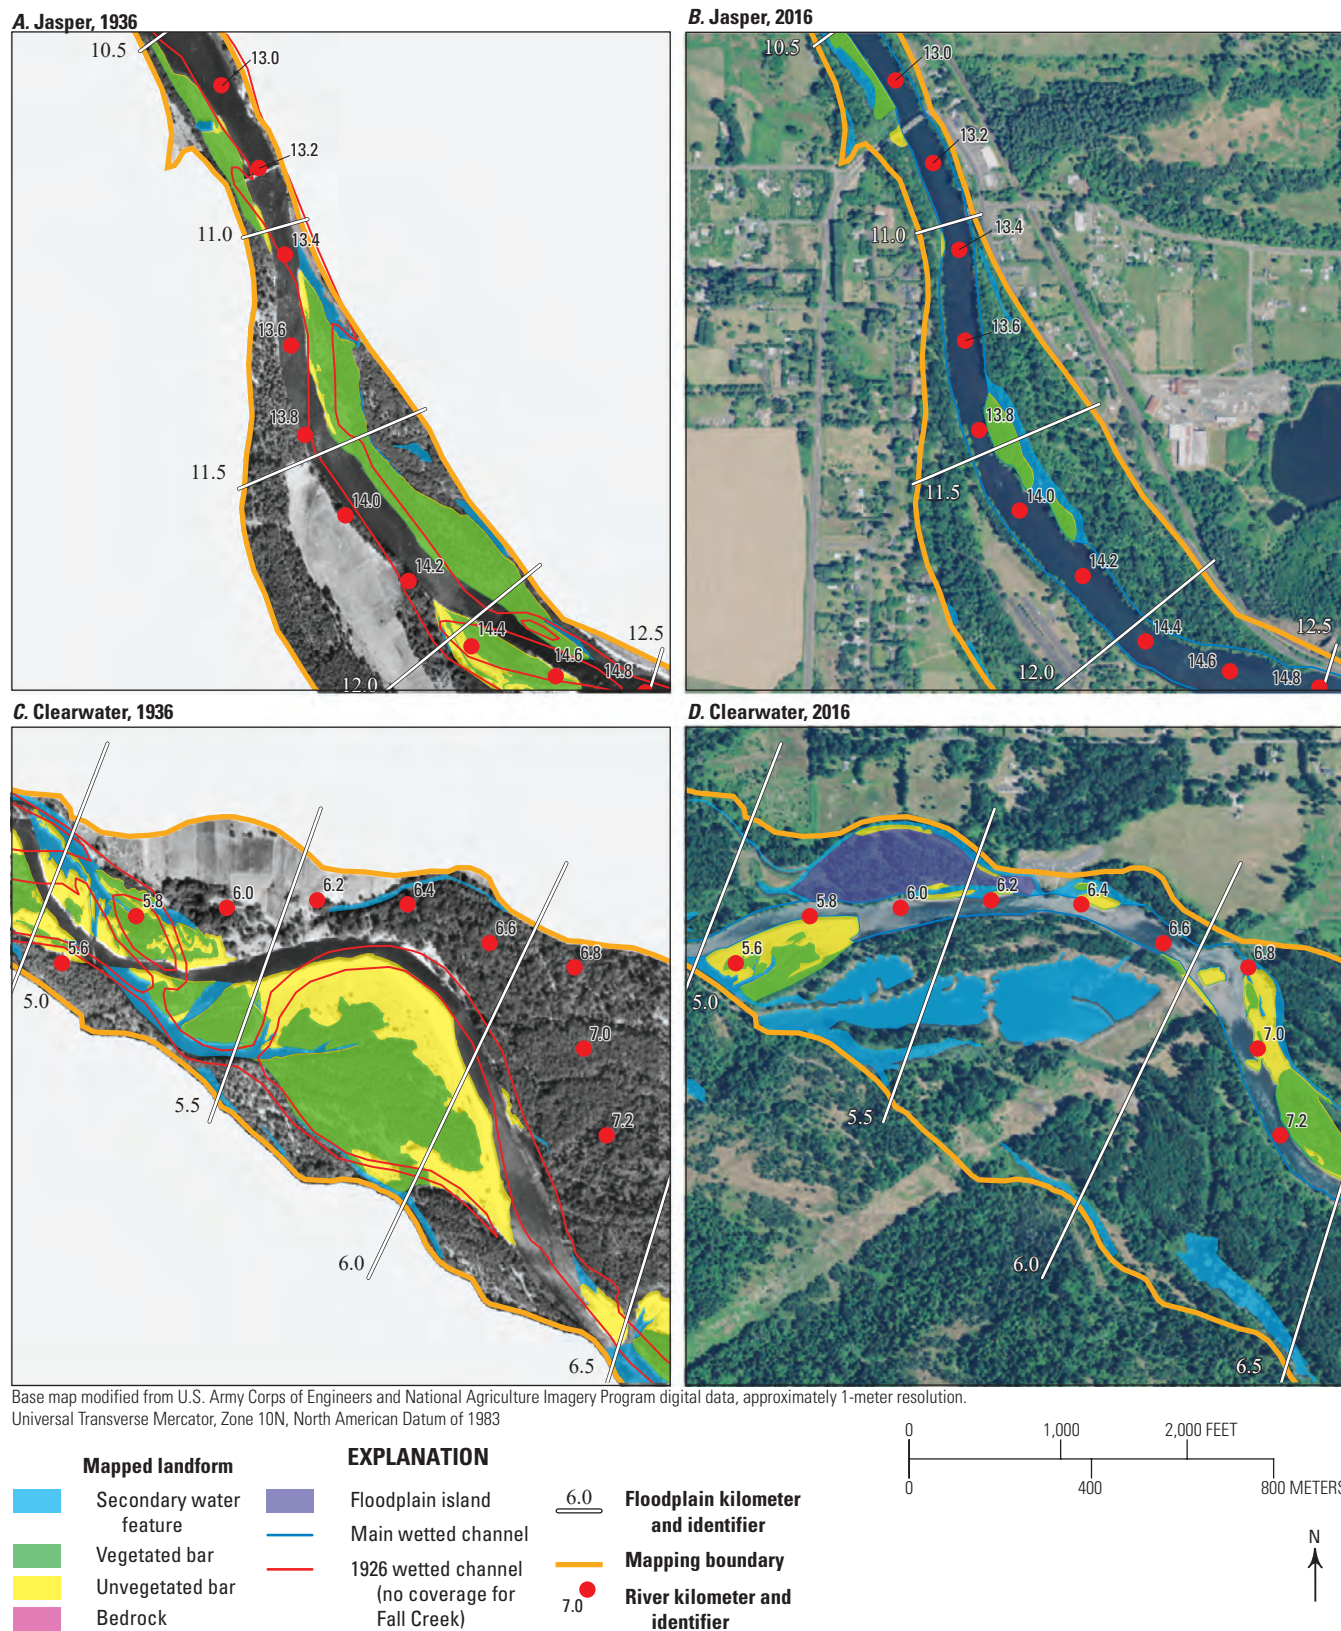 A. Jasper, 1936
10.5
13.0
13.2
11.0
13.4
13.6
13.8
11.5
14.0
14.2
14.4
14.6
12.5
14.8
12.0
B. Jasper, 2016
10.5
13.0
13.2
11.0
13.4
13.6
13.8
11.5
14.0
14.2
14.4
12.5
14.6
12.0
14.8
C. Clearwater, 1936
5.8
6.0
6.2
6.4
6.6
5.6
6.8
5.0
7.0
5.5
7.2
6.0
6.5
D. Clearwater, 2016
5.8
6.0
6.2
6.4
6.6
5.6
6.8
5.0
7.0
5.5
7.2
6.0
6.5
Base map modified from U.S. Army Corps of Engineers and National Agriculture Imagery Program digital data, approximately 1-meter resolution.
Universal Transverse Mercator, Zone 10N, North American Datum of 1983
0 1,000 2,000 FEET
0 400 800 METERS
N
EXPLANATION
Mapped landform
Secondary water
feature
Vegetated bar
Unvegetated bar
Bedrock
Floodplain island
Main wetted channel
1926 wetted channel
(no coverage for
Fall Creek)
6.0 Floodplain kilometer
and identifier
Mapping boundary
7.0 River kilometer and
identifier